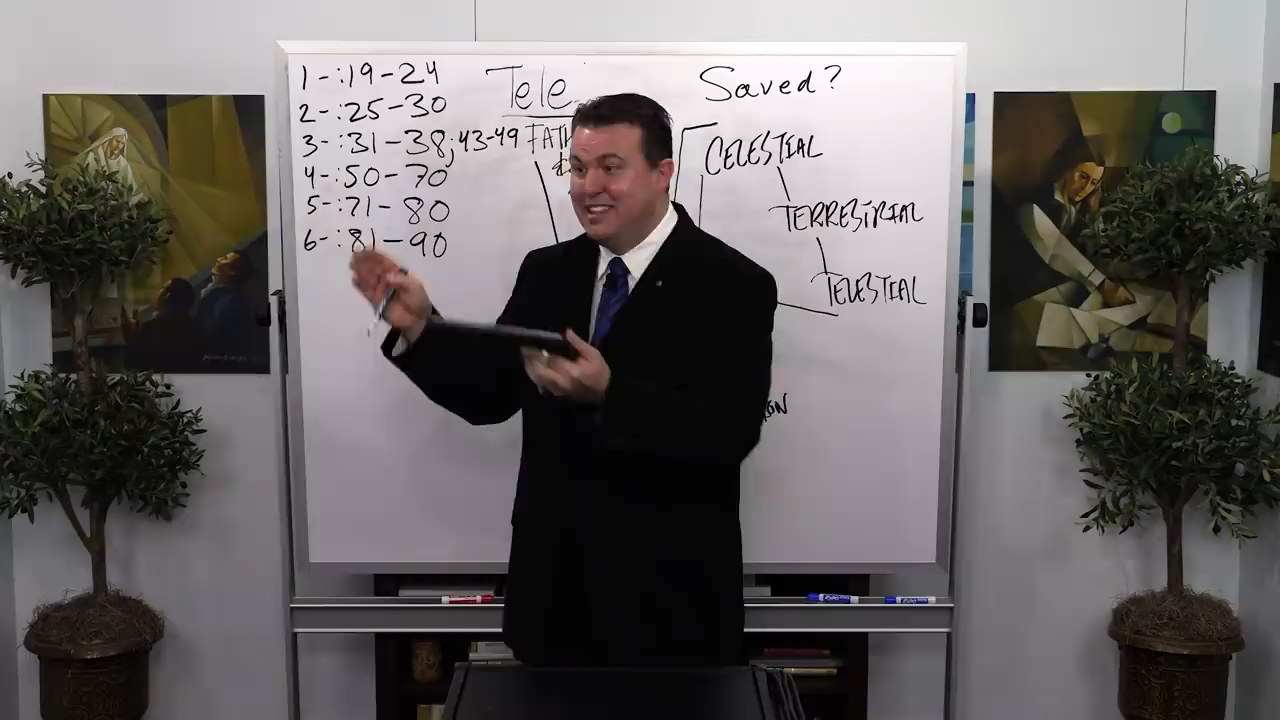 1-:19-24
2-:25-30
3-:31-38;43-49
4-:50-70
5-:71-80
6-:81-90
Tele
FATH
Saved?
CELESTIAL
TERRESTRIAL
TELESTIAL